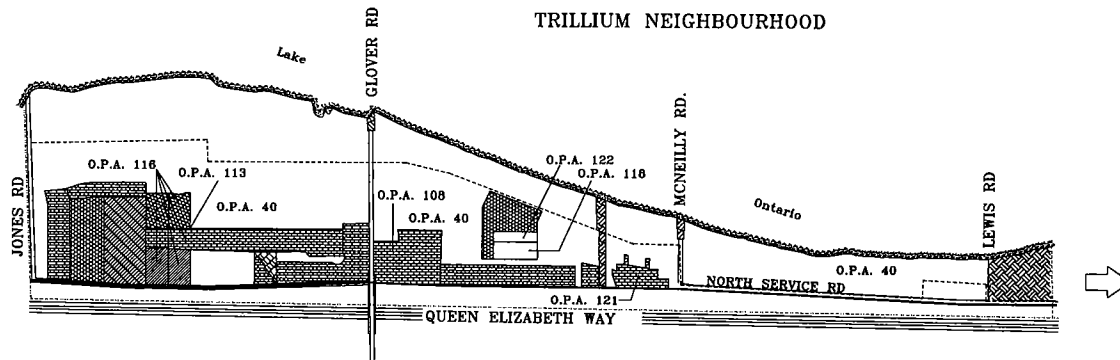 TRILLIUM NEIGHBOURHOOD
Lake
GLOVER RD
JONES RD
O.P.A. 116
O.P.A. 113
O.P.A. 40
O.P.A. 108
O.P.A. 40
O.P.A. 122
O.P.A. 118
MCNEILLY RD.
Ontario
LEWIS RD
O.P.A. 40
NORTH SERVICE RD
O.P.A. 121
QUEEN ELIZABETH WAY